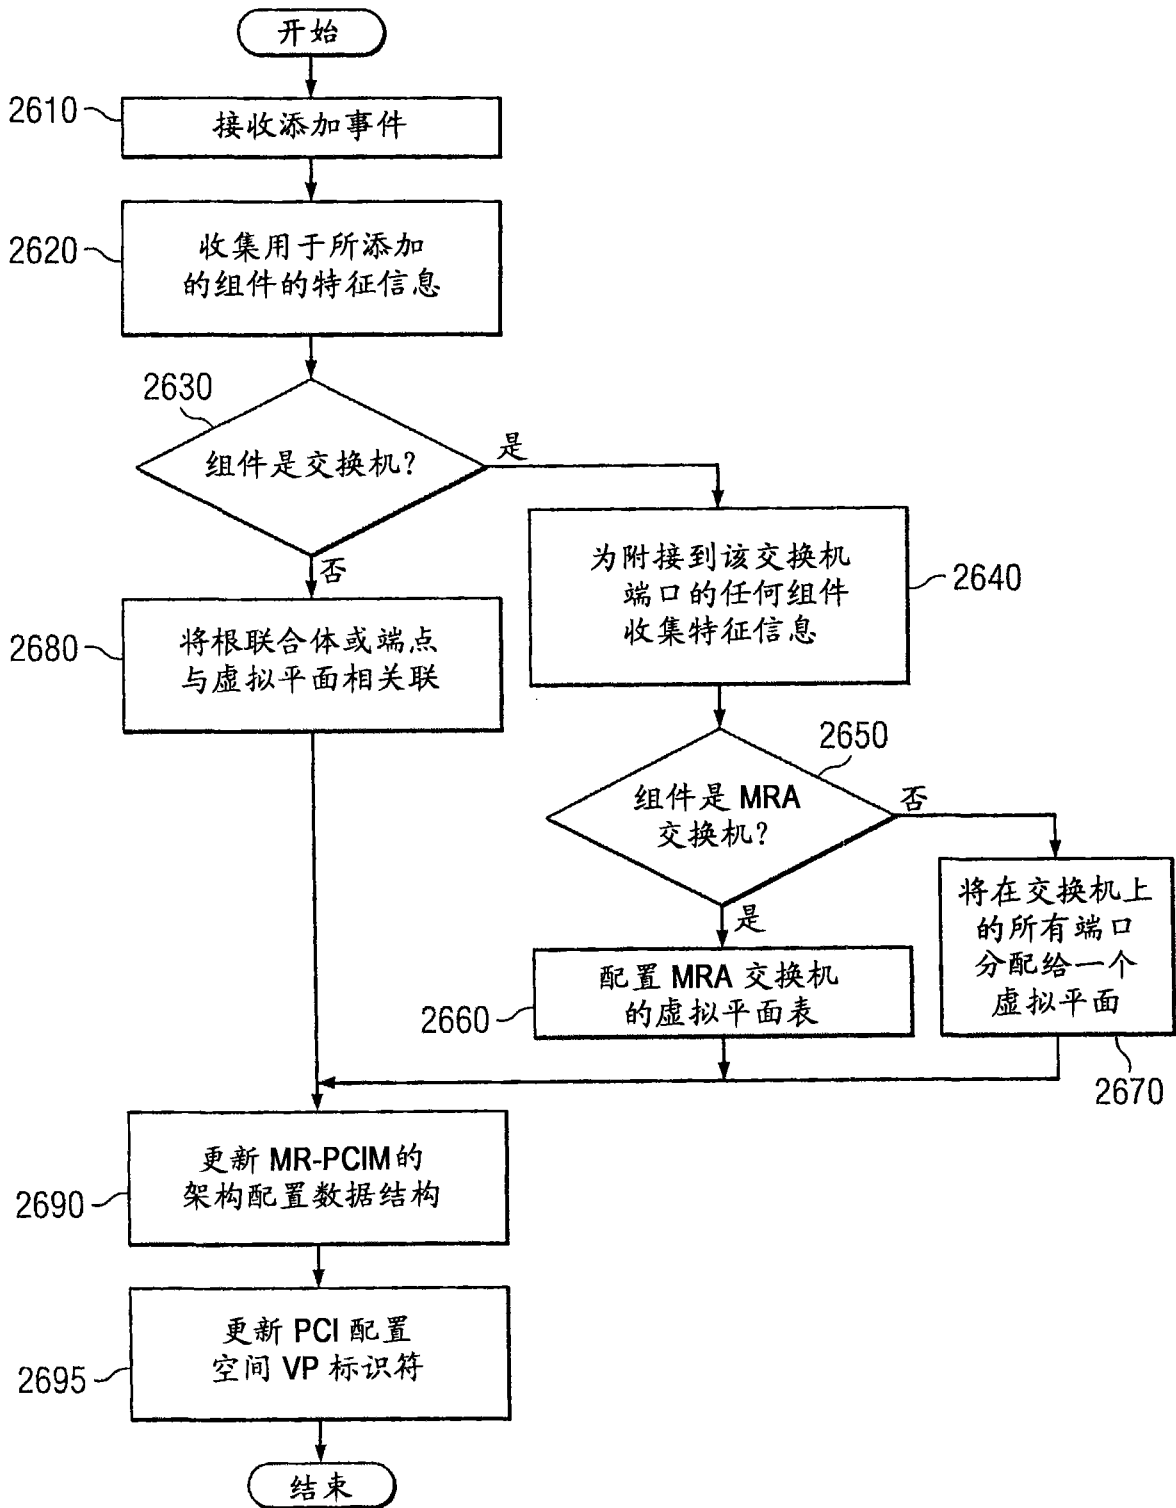 开始
2610
接收添加事件
2620
收集用于所添加
的组件的特征信息
2630
组件是交换机?
是
否
为附接到该交换机
端口的任何组件
收集特征信息
2640
2680
将根联合体或端点
与虚拟平面相关联
2650
组件是 MRA
交换机?
否
是
将在交换机上
的所有端口
分配给一个
虚拟平面
2660
配置 MRA 交换机
的虚拟平面表
2670
2690
更新 MR-PCIM 的
架构配置数据结构
2695
更新 PCI 配置
空间 VP 标识符
结束